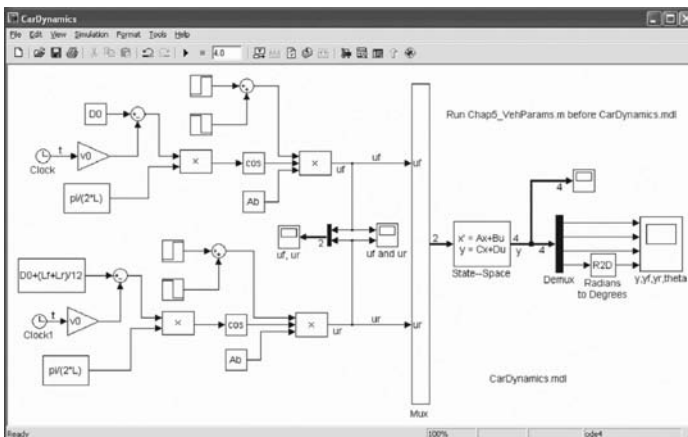 CarDynamics
File Edit View Simulation Format Tools Help
4.0
Run Chap5_VehParams.m before CarDynamics.mdl
D0
t
v0
Clock
×
cos
×
uf
uf
uf
pi/(2*L)
Ab
4
2
uf, ur
uf and ur
2
x' = Ax+Bu
y = Cx+Du
State--Space
4
y
4
Demux
R2D
Radians
to Degrees
y,yf,yr,theta
D0+(Lf+Lr)/12
t
v0
Clock1
×
cos
×
ur
ur
ur
pi/(2*L)
Ab
Mux
CarDynamics.mdl
Ready
100%
ode4